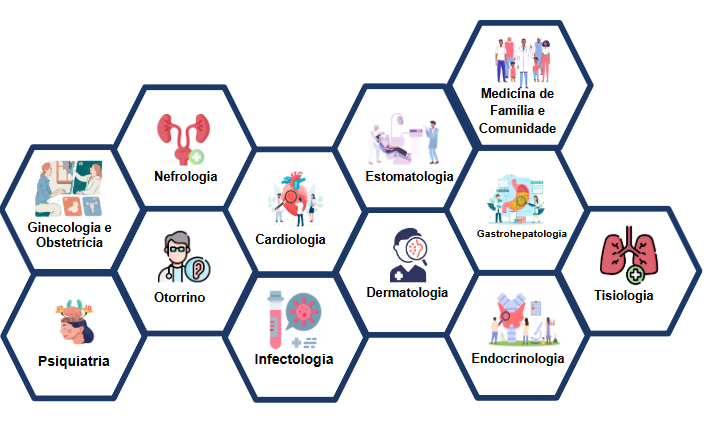 Medicina de
Família e
Comunidade
Nefrologia
Estomatologia
Ginecologia e
Obstetrícia
Cardiologia
Gastrohepatologia
Otorrino
Dermatologia
Tisiologia
Psiquiatria
Infectologia
Endocrinologia